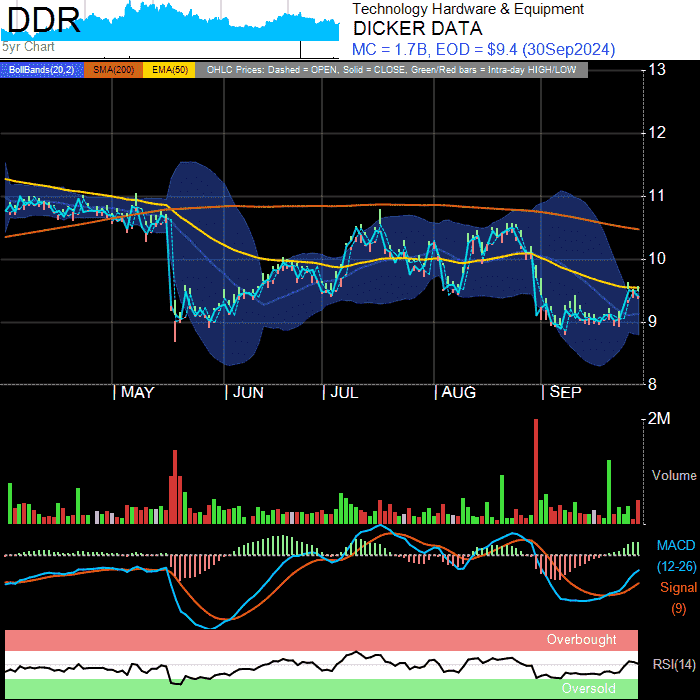 DDR
5yr Chart
Technology Hardware & Equipment
DICKER DATA
MC = 1.7B, EOD = $9.4 (30Sep2024)
BollBands(20,2) SMA(200) EMA(50) OHLC Prices: Dashed = OPEN, Solid = CLOSE, Green/Red bars = Intra-day HIGH/LOW
13
12
11
10
9
8
MAY JUN JUL AUG SEP
2M
Volume
MACD
(12-26)
Signal
(9)
Overbought
RSI(14)
Oversold